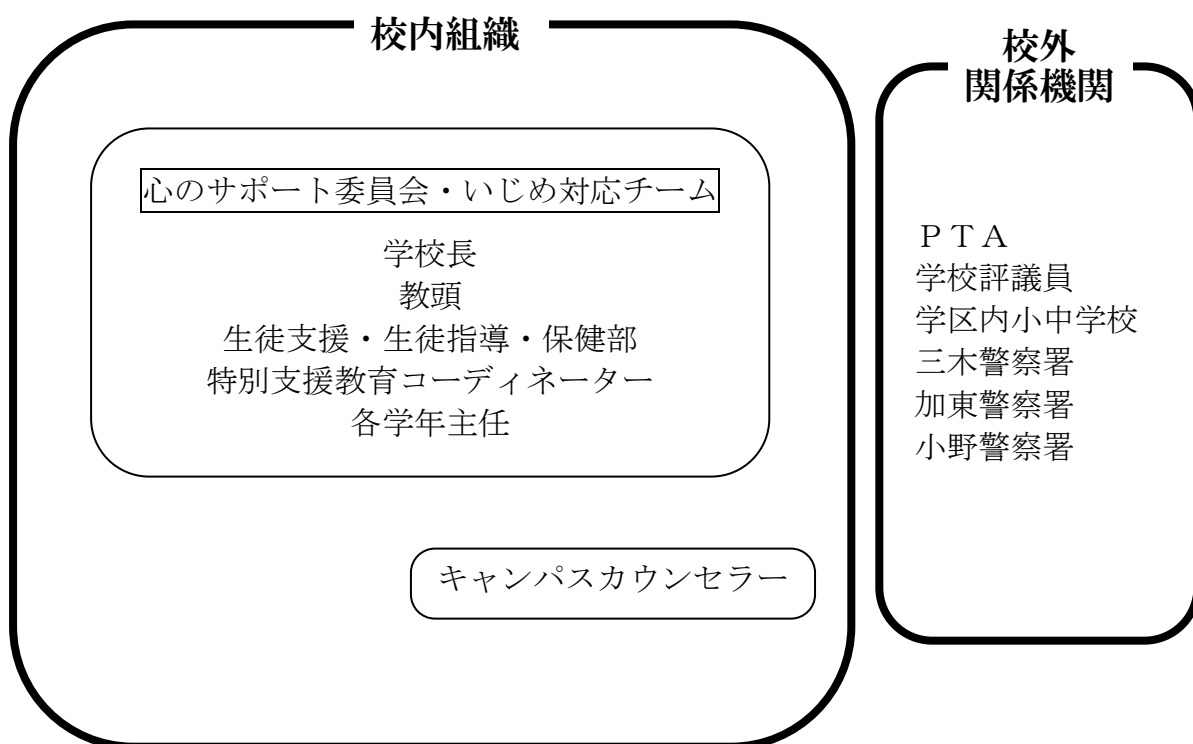 校内組織
心のサポート委員会・いじめ対応チーム
学校長
教頭
生徒支援・生徒指導・保健部
特別支援教育コーディネーター
各学年主任
キャンパスカウンセラー
校外
関係機関
ＰＴＡ
学校評議員
学区内小中学校
三木警察署
加東警察署
小野警察署